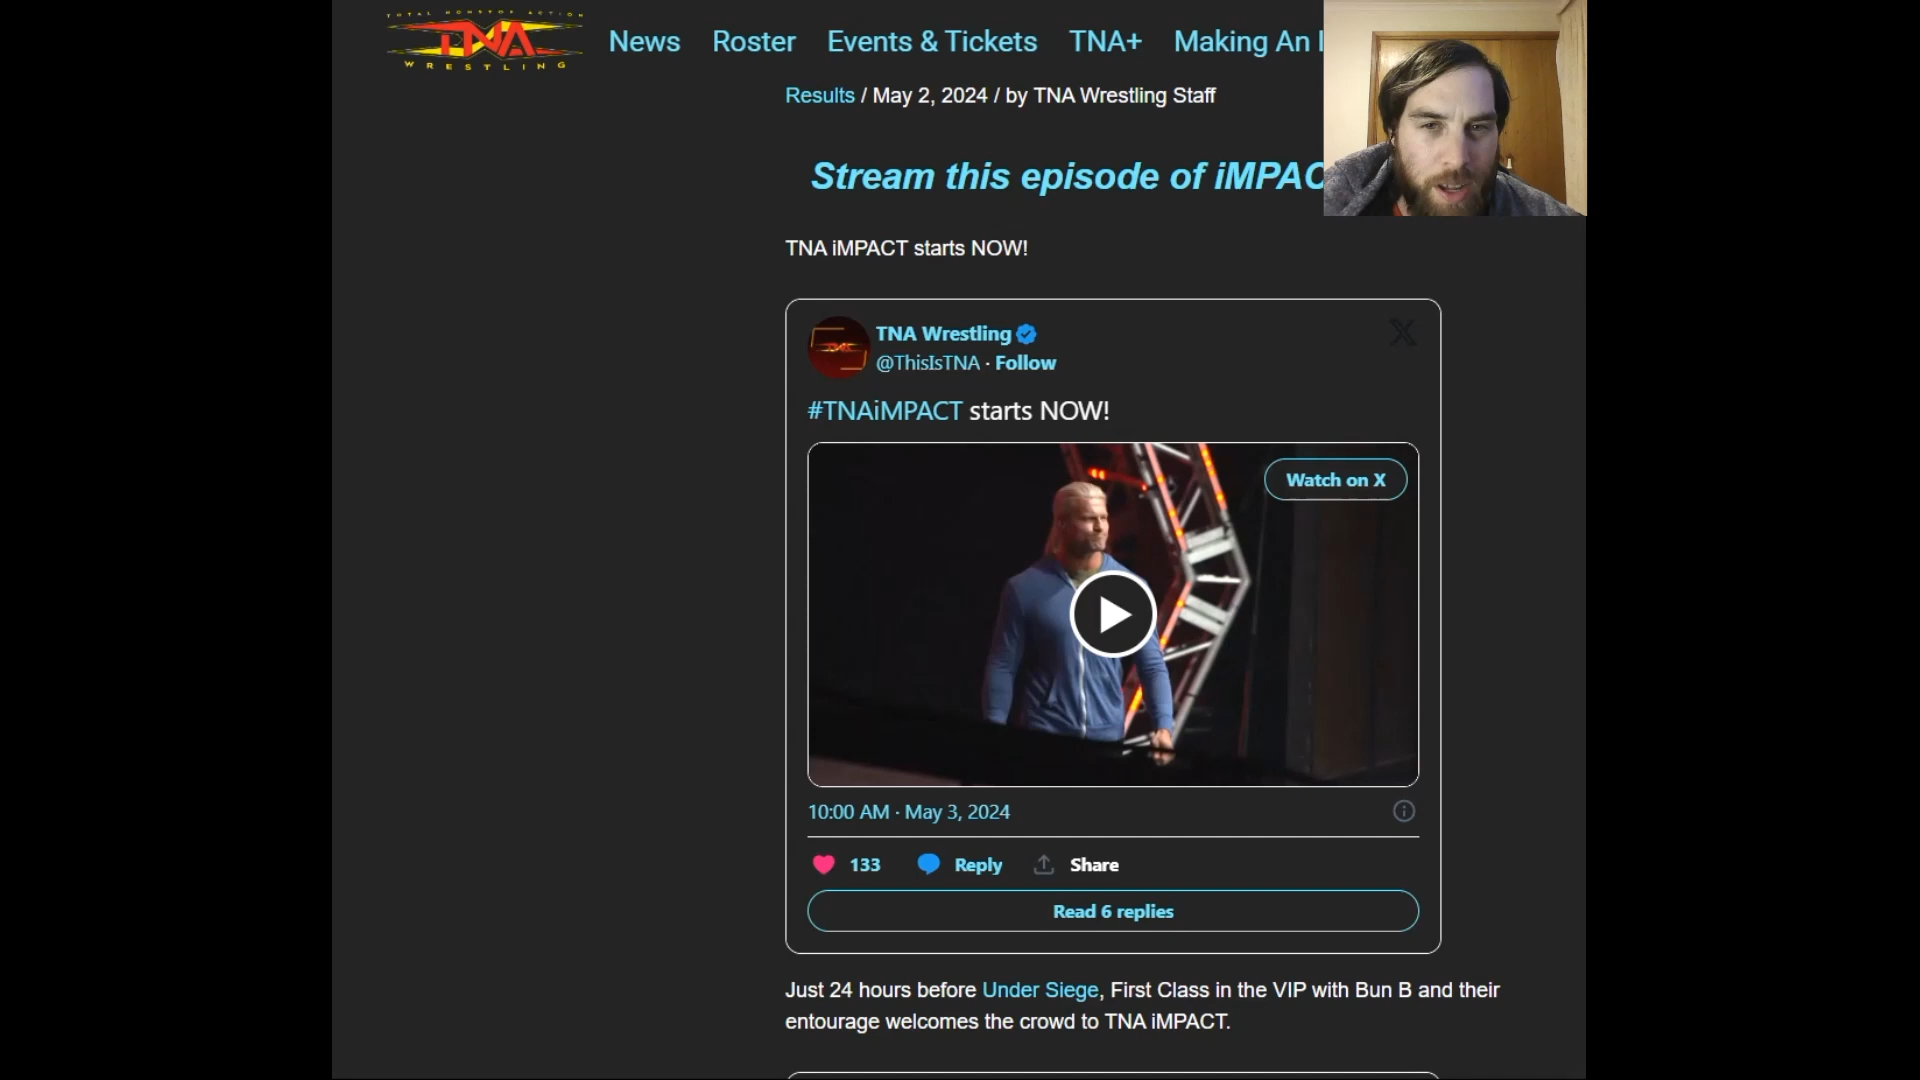 TOTAL NONSTOP ACTION
TNA
WRESTLING
News
Roster
Events & Tickets
TNA+
Making An
Results / May 2, 2024 / by TNA Wrestling Staff
Stream this episode of iMPAC
TNA iMPACT starts NOW!
TNA Wrestling
@ThisIsTNA · Follow
#TNAiMPACT starts NOW!
Watch on X
10:00 AM · May 3, 2024
133
Reply
Share
Read 6 replies
Just 24 hours before Under Siege, First Class in the VIP with Bun B and their
entourage welcomes the crowd to TNA iMPACT.